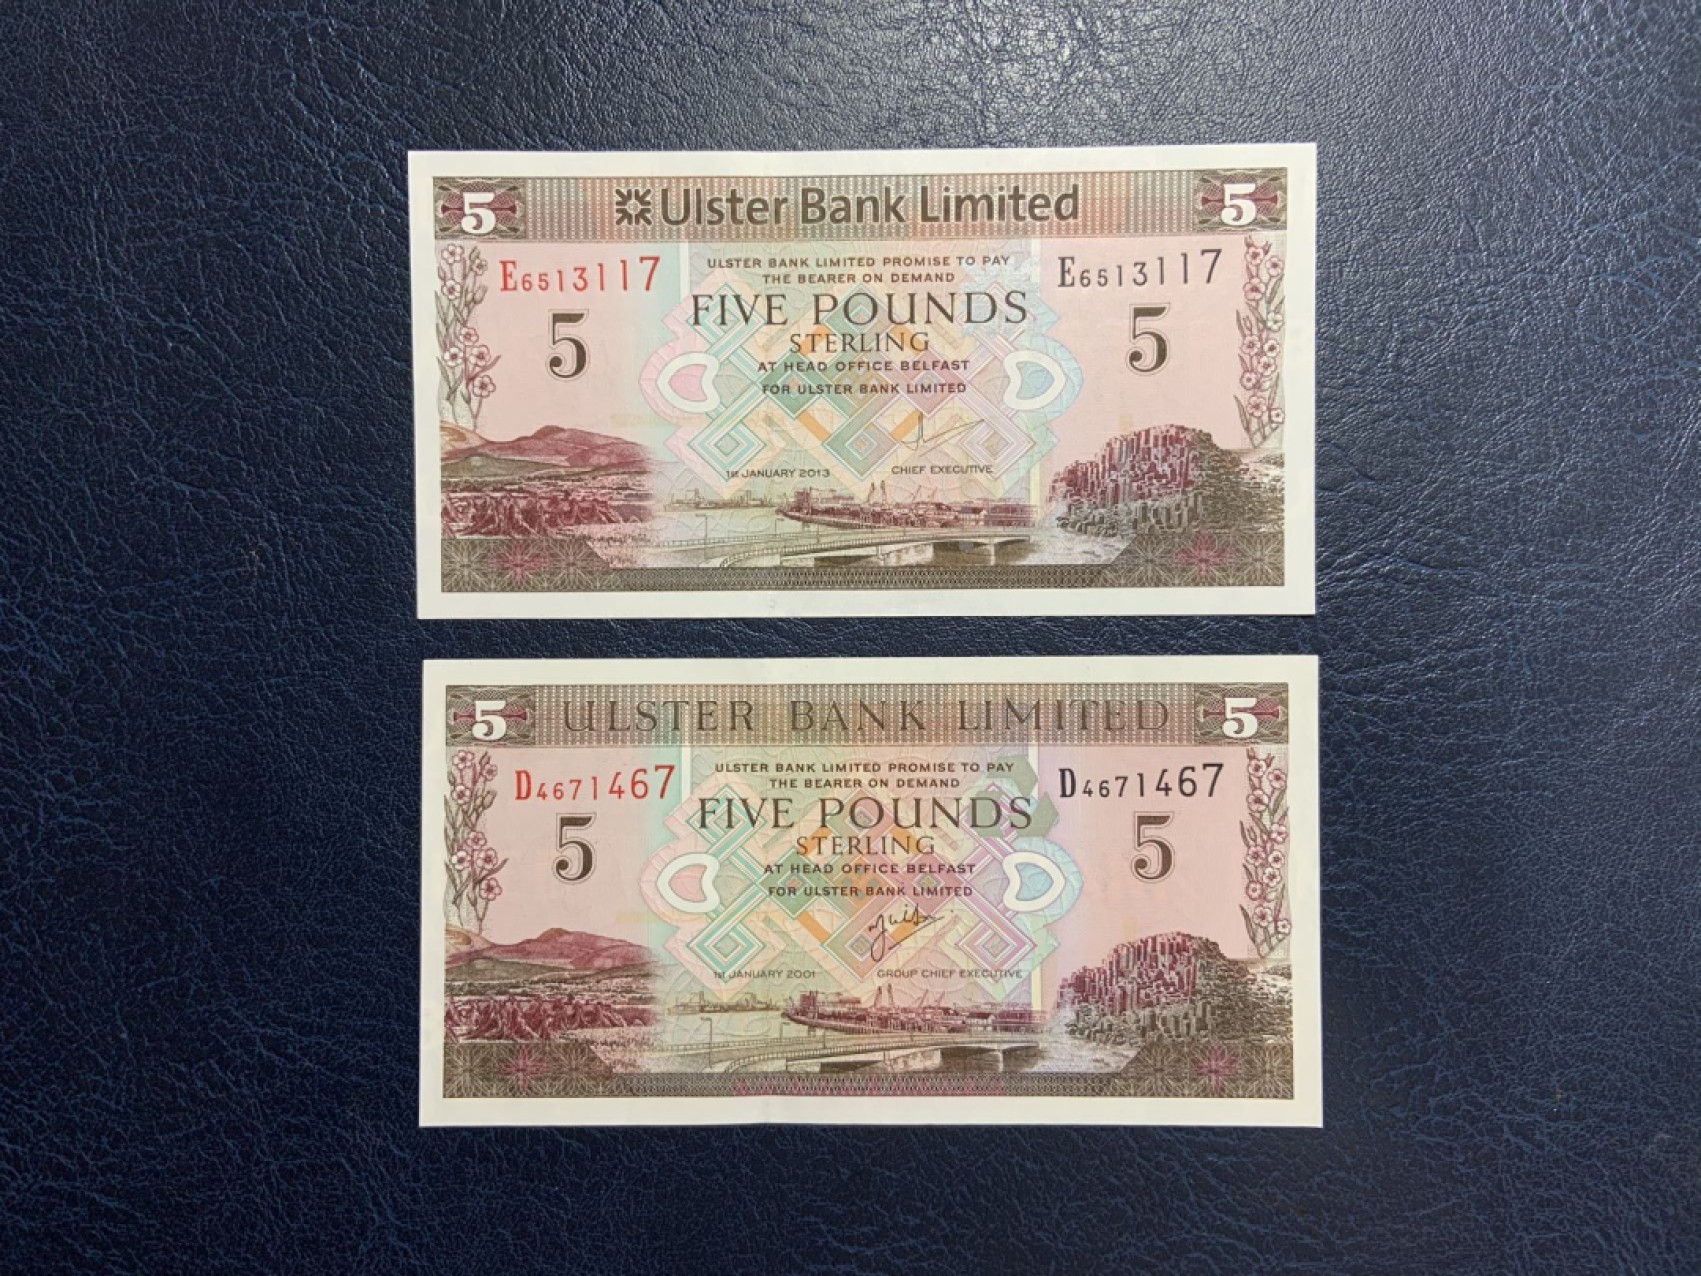 5 Ulster Bank Limited 5
E6513117 ULSTER BANK LIMITED PROMISE TO PAY E6513117
THE BEARER ON DEMAND
5 FIVE POUNDS 5
STERLING
AT HEAD OFFICE BELFAST
FOR ULSTER BANK LIMITED
1st JANUARY 2013 CHIEF EXECUTIVE
5 ULSTER BANK LIMITED 5
D4671467 ULSTER BANK LIMITED PROMISE TO PAY D4671467
THE BEARER ON DEMAND
5 FIVE POUNDS 5
STERLING
AT HEAD OFFICE BELFAST
FOR ULSTER BANK LIMITED
1st JANUARY 2001 GROUP CHIEF EXECUTIVE